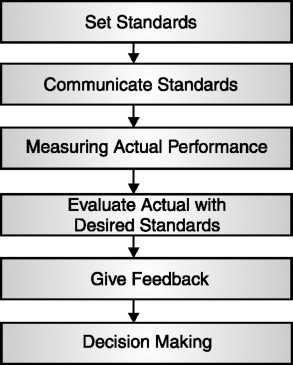 Set Standards
Communicate Standards
Measuring Actual Performance
Evaluate Actual with
Desired Standards
Give Feedback
Decision Making